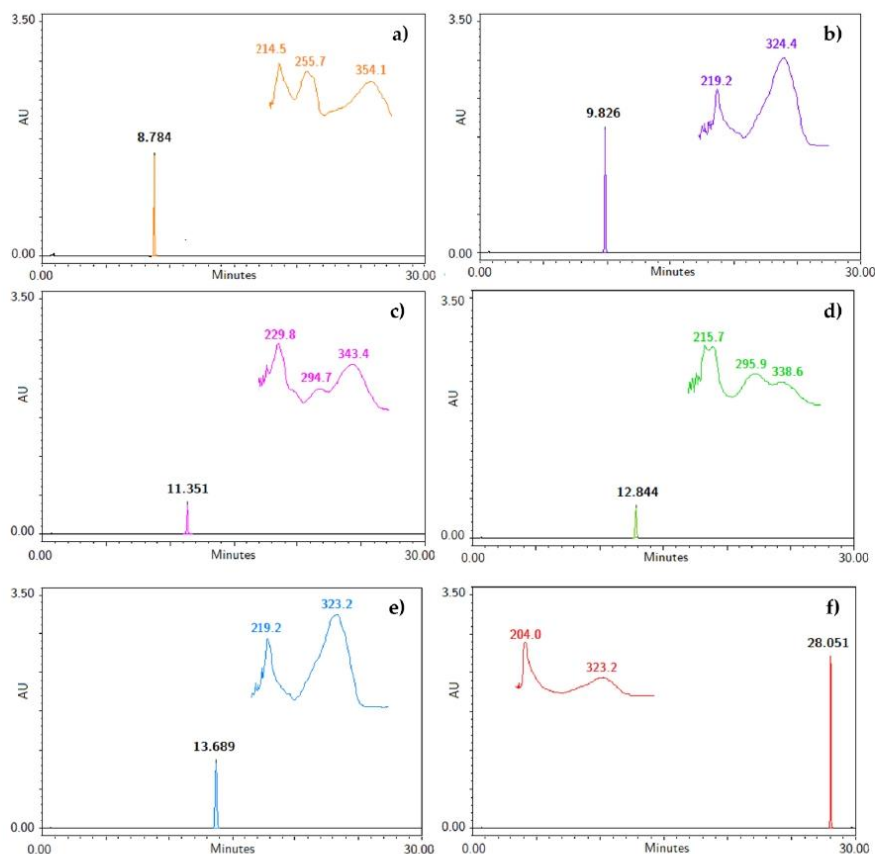 3.50
a)
214.5
255.7
354.1
8.784
AU
0.00
0.00
Minutes
30.00
3.50
b)
324.4
219.2
9.826
AU
0.00
0.00
Minutes
30.00
3.50
c)
229.8
294.7
343.4
11.351
AU
0.00
0.00
Minutes
30.00
3.50
d)
215.7
295.9
338.6
12.844
AU
0.00
0.00
Minutes
30.00
3.50
e)
323.2
219.2
13.689
AU
0.00
0.00
Minutes
30.00
3.50
f)
204.0
323.2
28.051
AU
0.00
0.00
Minutes
30.00